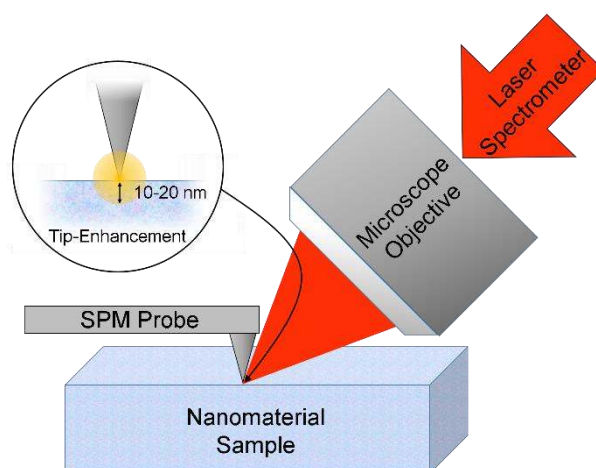 Laser
Spectrometer
10-20 nm
Tip-Enhancement
Microscope
Objective
SPM Probe
Nanomaterial
Sample